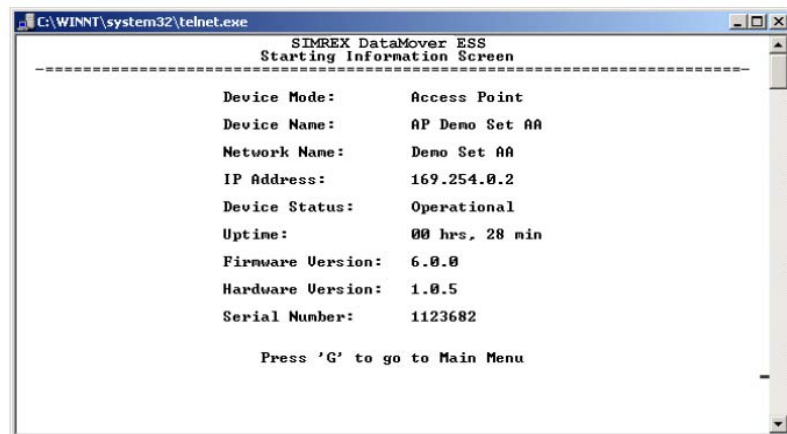 C:\WINNT\system32\telnet.exe
SIMREX DataMover ESS
Starting Information Screen
-==========================================================================-
Device Mode: Access Point
Device Name: AP Demo Set AA
Network Name: Demo Set AA
IP Address: 169.254.0.2
Device Status: Operational
Uptime: 00 hrs, 28 min
Firmware Version: 6.0.0
Hardware Version: 1.0.5
Serial Number: 1123682
Press 'G' to go to Main Menu